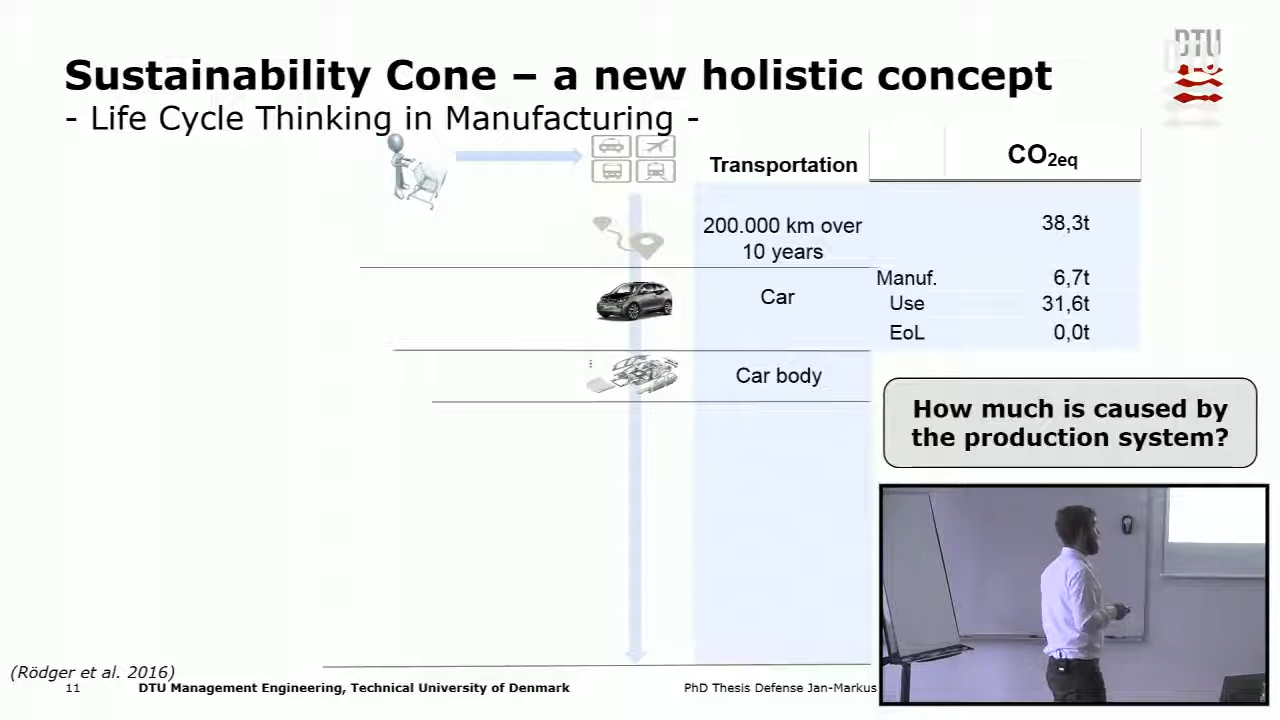 DTU
Sustainability Cone – a new holistic concept
- Life Cycle Thinking in Manufacturing -
Transportation
CO2eq
200.000 km over
10 years
38,3t
Car
Manuf. 6,7t
Use 31,6t
EoL 0,0t
Car body
How much is caused by
the production system?
(Rödger et al. 2016)
11 DTU Management Engineering, Technical University of Denmark PhD Thesis Defense Jan-Markus